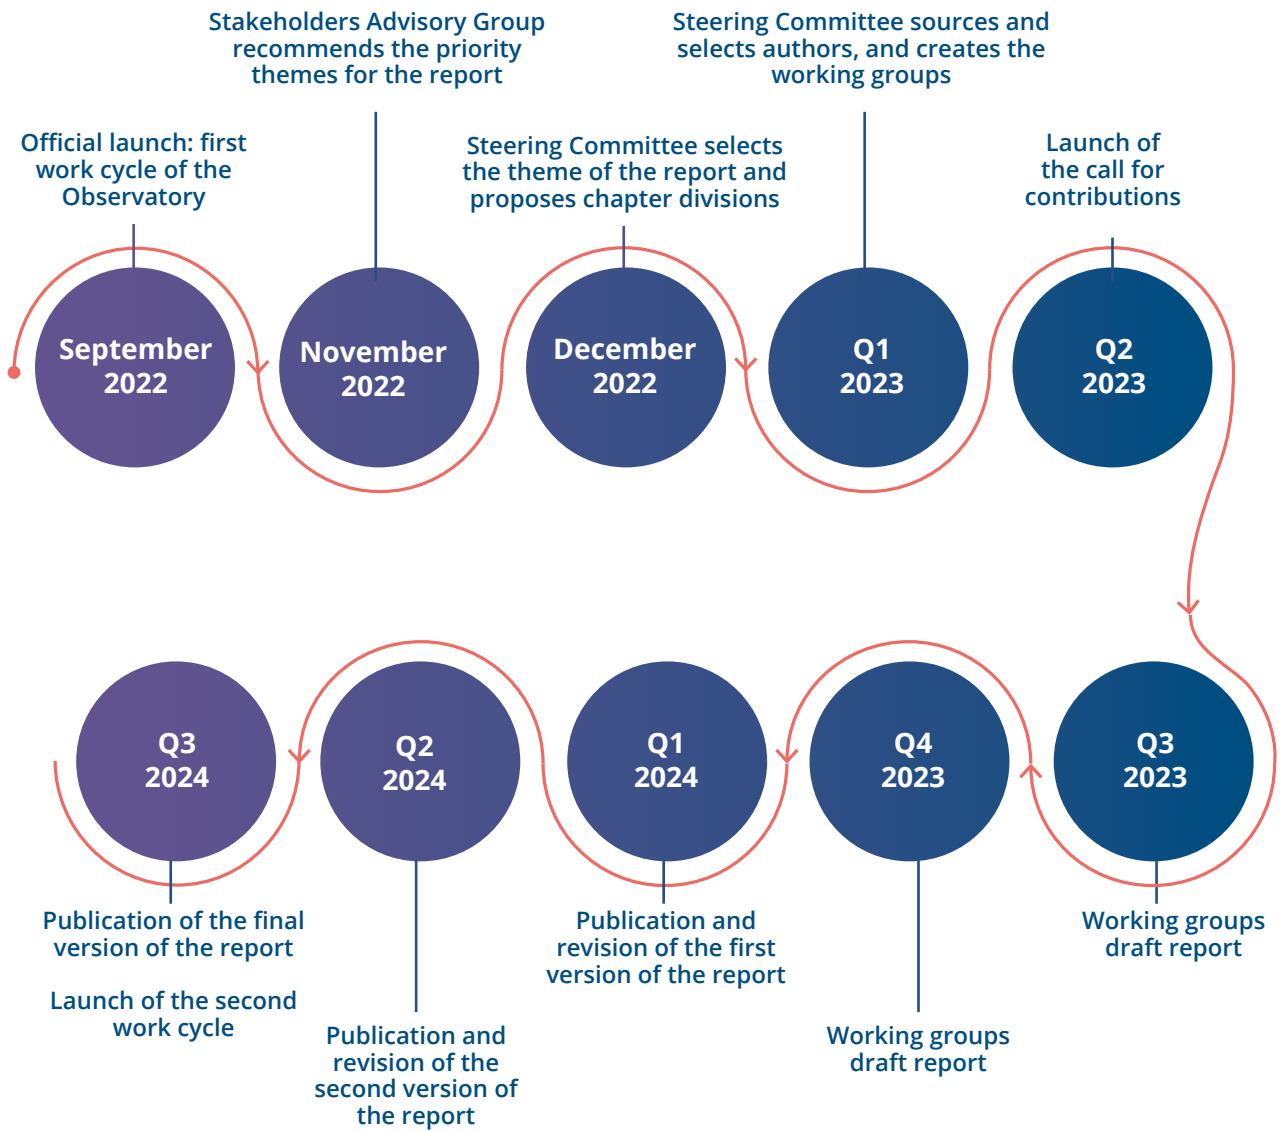 Stakeholders Advisory Group
recommends the priority
themes for the report
Steering Committee sources and
selects authors, and creates the
working groups
Official launch: first
work cycle of the
Observatory
Steering Committee selects
the theme of the report and
proposes chapter divisions
Launch of
the call for
contributions
September
2022
November
2022
December
2022
Q1
2023
Q2
2023
Q3
2024
Q2
2024
Q1
2024
Q4
2023
Q3
2023
Publication of the final
version of the report
Launch of the second
work cycle
Publication and
revision of the
second version of
the report
Publication and
revision of the first
version of the report
Working groups
draft report
Working groups
draft report